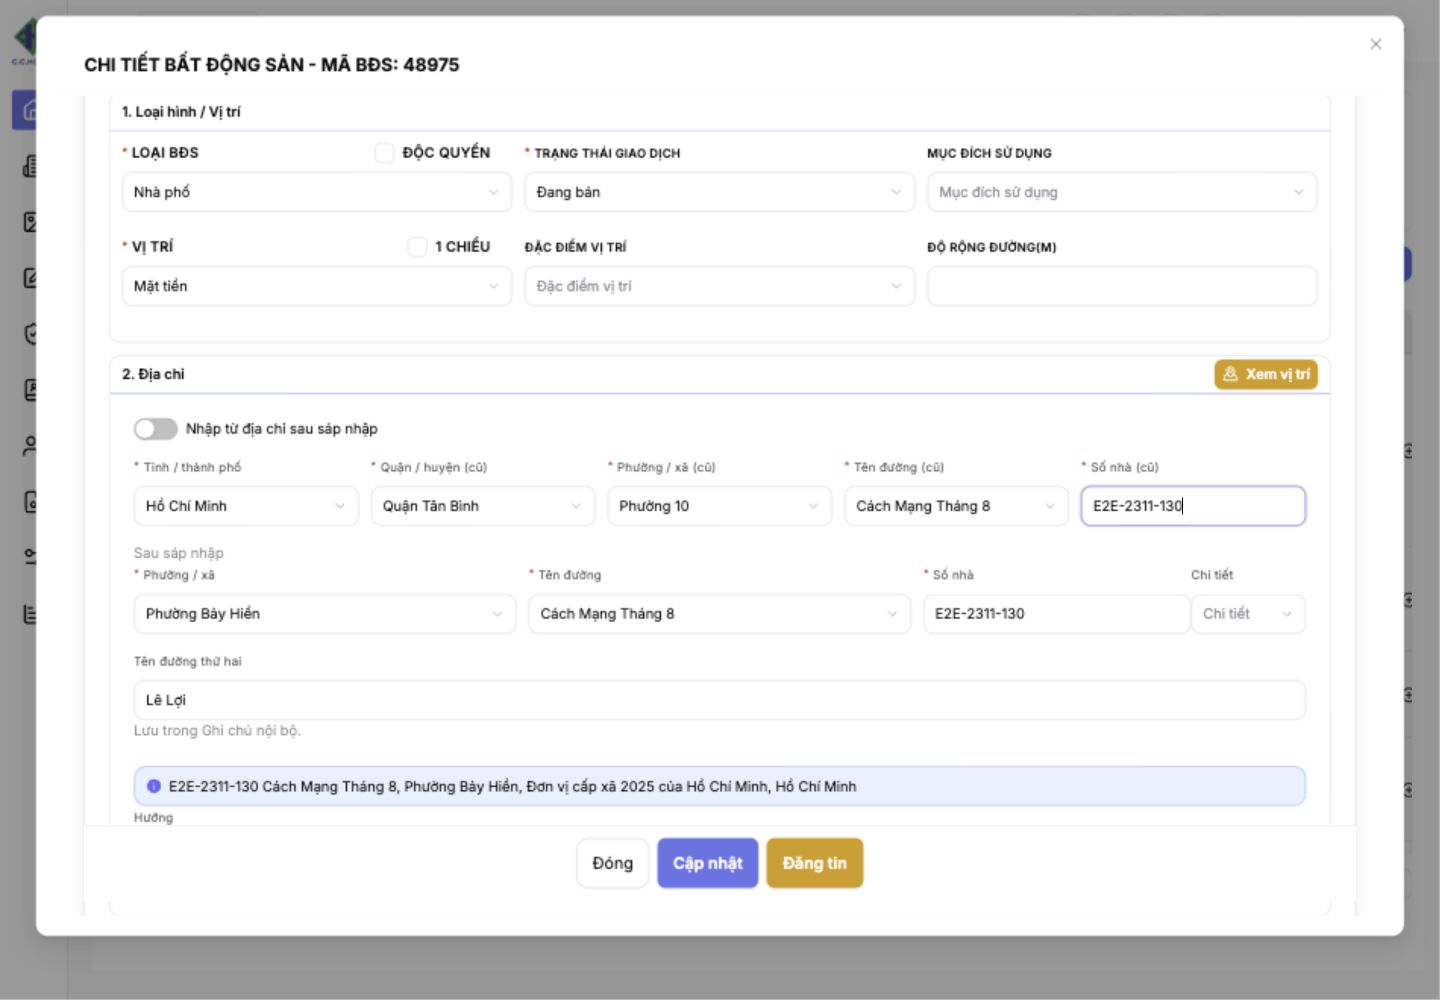 CHI TIẾT BẤT ĐỘNG SẢN - MÃ BĐS: 48975
1. Loại hình / Vị trí
* LOẠI BĐS
ĐỘC QUYỀN
* TRẠNG THÁI GIAO DỊCH
MỤC ĐÍCH SỬ DỤNG
Nhà phố
Đang bán
Mục đích sử dụng
* VỊ TRÍ
1 CHIỀU
ĐẶC ĐIỂM VỊ TRÍ
ĐỘ RỘNG ĐƯỜNG(M)
Mặt tiền
Đặc điểm vị trí
2. Địa chỉ
Xem vị trí
Nhập từ địa chỉ sau sáp nhập
* Tỉnh / thành phố
* Quận / huyện (cũ)
* Phường / xã (cũ)
* Tên đường (cũ)
* Số nhà (cũ)
Hồ Chí Minh
Quận Tân Bình
Phường 10
Cách Mạng Tháng 8
E2E-2311-130
Sau sáp nhập
* Phường / xã
* Tên đường
* Số nhà
Chi tiết
Phường Bảy Hiền
Cách Mạng Tháng 8
E2E-2311-130
Chi tiết
Tên đường thứ hai
Lê Lợi
Lưu trong Ghi chú nội bộ.
E2E-2311-130 Cách Mạng Tháng 8, Phường Bảy Hiền, Đơn vị cấp xã 2025 của Hồ Chí Minh, Hồ Chí Minh
Hướng
Đóng
Cập nhật
Đăng tin